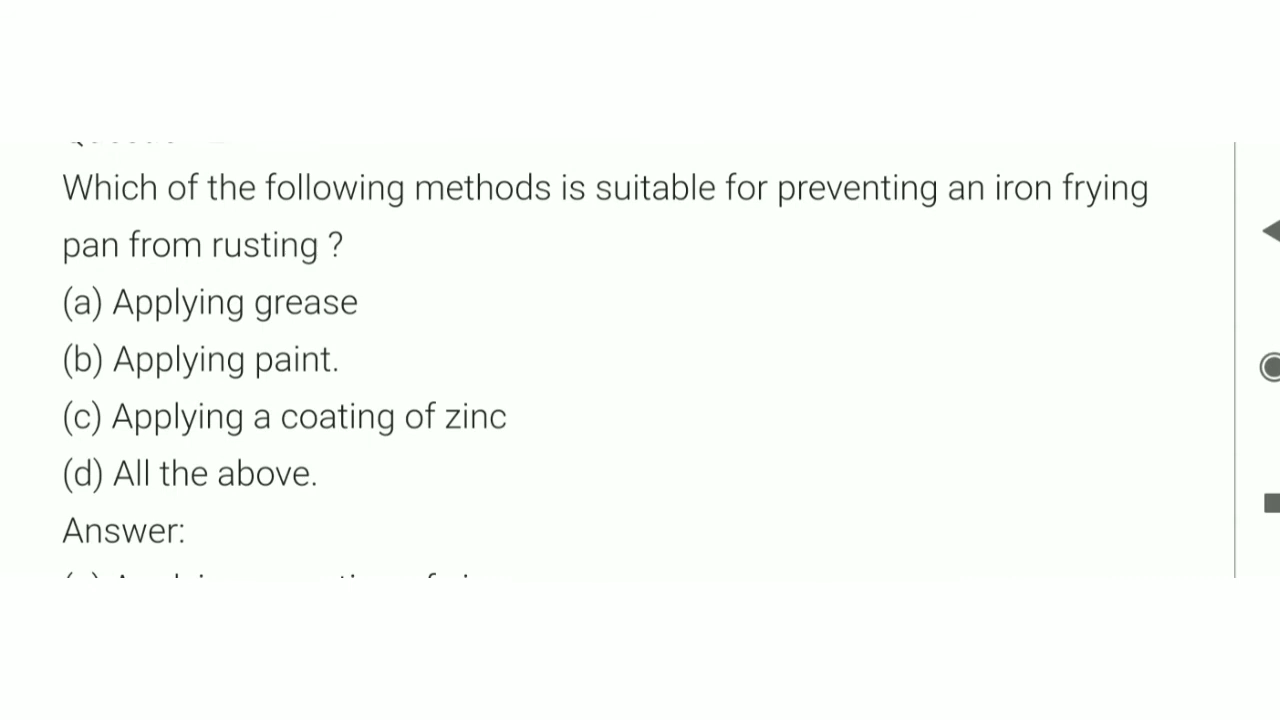 Which of the following methods is suitable for preventing an iron frying
pan from rusting ?
(a) Applying grease
(b) Applying paint.
(c) Applying a coating of zinc
(d) All the above.
Answer: